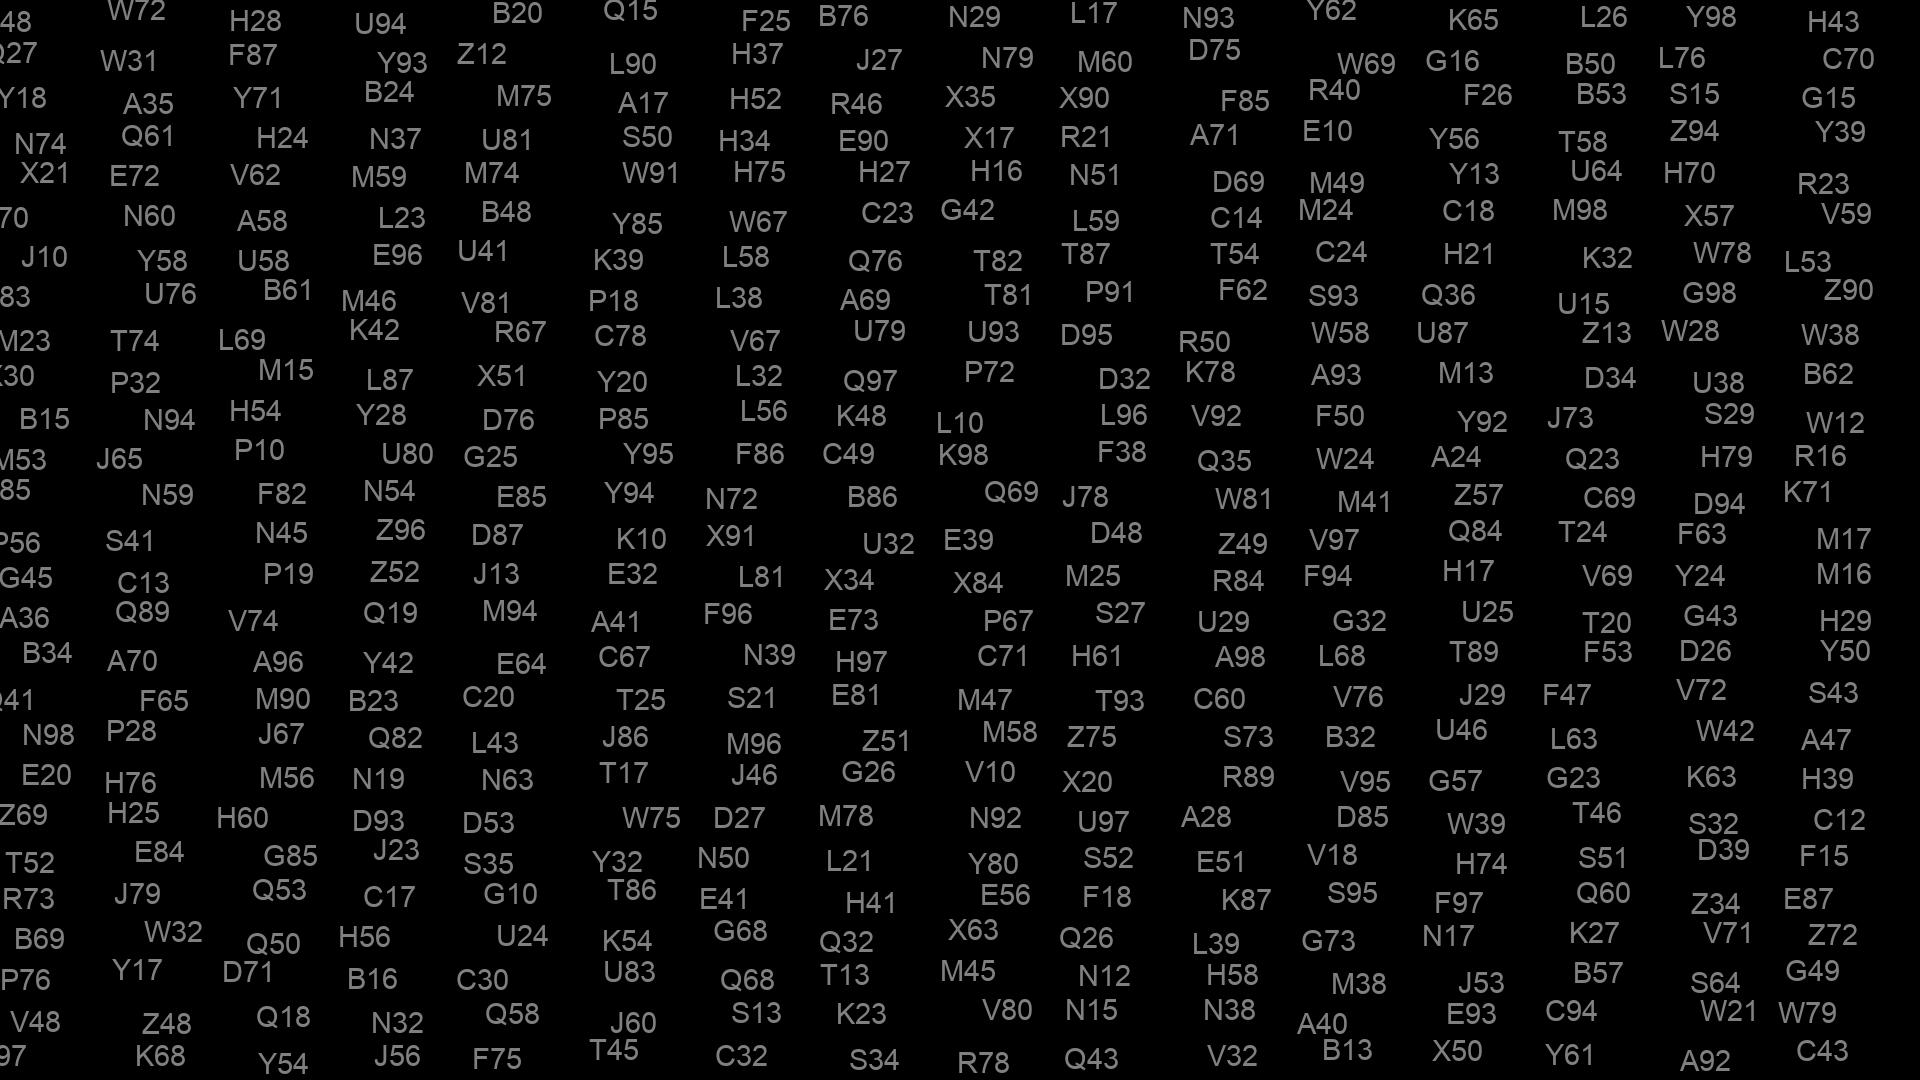 48 W72 H28 U94 B20 Q15 F25 B76 N29 L17 N93 Y62 K65 L26 Y98 H43
Q27 W31 F87 Y93 Z12 L90 H37 J27 N79 M60 D75 W69 G16 B50 L76 C70
Y18 A35 Y71 B24 M75 A17 H52 R46 X35 X90 F85 R40 F26 B53 S15 G15
N74 Q61 H24 N37 U81 S50 H34 E90 X17 R21 A71 E10 Y56 T58 Z94 Y39
X21 E72 V62 M59 M74 W91 H75 H27 H16 N51 D69 M49 Y13 U64 H70 R23
70 N60 A58 L23 B48 Y85 W67 C23 G42 L59 C14 M24 C18 M98 X57 V59
J10 Y58 U58 E96 U41 K39 L58 Q76 T82 T87 T54 C24 H21 K32 W78 L53
83 U76 B61 M46 V81 P18 L38 A69 T81 P91 F62 S93 Q36 U15 G98 Z90
M23 T74 L69 K42 R67 C78 V67 U79 U93 D95 R50 W58 U87 Z13 W28 W38
30 P32 M15 L87 X51 Y20 L32 Q97 P72 D32 K78 A93 M13 D34 U38 B62
B15 N94 H54 Y28 D76 P85 L56 K48 L10 L96 V92 F50 Y92 J73 S29 W12
M53 J65 P10 U80 G25 Y95 F86 C49 K98 F38 Q35 W24 A24 Q23 H79 R16
85 N59 F82 N54 E85 Y94 N72 B86 Q69 J78 W81 M41 Z57 C69 D94 K71
P56 S41 N45 Z96 D87 K10 X91 U32 E39 D48 Z49 V97 Q84 T24 F63 M17
G45 C13 P19 Z52 J13 E32 L81 X34 X84 M25 R84 F94 H17 V69 Y24 M16
A36 Q89 V74 Q19 M94 A41 F96 E73 P67 S27 U29 G32 U25 T20 G43 H29
B34 A70 A96 Y42 E64 C67 N39 H97 C71 H61 A98 L68 T89 F53 D26 Y50
41 F65 M90 B23 C20 T25 S21 E81 M47 T93 C60 V76 J29 F47 V72 S43
N98 P28 J67 Q82 L43 J86 M96 Z51 M58 Z75 S73 B32 U46 L63 W42 A47
E20 H76 M56 N19 N63 T17 J46 G26 V10 X20 R89 V95 G57 G23 K63 H39
Z69 H25 H60 D93 D53 W75 D27 M78 N92 U97 A28 D85 W39 T46 S32 C12
T52 E84 G85 J23 S35 Y32 N50 L21 Y80 S52 E51 V18 H74 S51 D39 F15
R73 J79 Q53 C17 G10 T86 E41 H41 E56 F18 K87 S95 F97 Q60 Z34 E87
B69 W32 Q50 H56 U24 K54 G68 Q32 X63 Q26 L39 G73 N17 K27 V71 Z72
P76 Y17 D71 B16 C30 U83 Q68 T13 M45 N12 H58 M38 J53 B57 S64 G49
V48 Z48 Q18 N32 Q58 J60 S13 K23 V80 N15 N38 A40 E93 C94 W21 W79
97 K68 Y54 J56 F75 T45 C32 S34 R78 Q43 V32 B13 X50 Y61 A92 C43